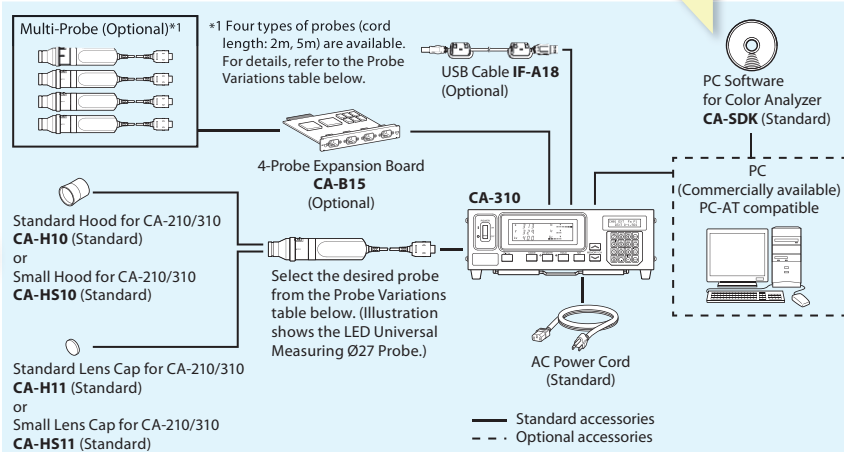 Multi-Probe (Optional)*1
*1 Four types of probes (cord
length: 2m, 5m) are available.
For details, refer to the Probe
Variations table below.
USB Cable IF-A18
(Optional)
PC Software
for Color Analyzer
CA-SDK (Standard)
4-Probe Expansion Board
CA-B15
(Optional)
CA-310
PC
(Commercially available)
PC-AT compatible
Standard Hood for CA-210/310
CA-H10 (Standard)
or
Small Hood for CA-210/310
CA-HS10 (Standard)
Select the desired probe
from the Probe Variations
table below. (Illustration
shows the LED Universal
Measuring Ø27 Probe.)
AC Power Cord
(Standard)
Standard Lens Cap for CA-210/310
CA-H11 (Standard)
or
Small Lens Cap for CA-210/310
CA-HS11 (Standard)
Standard accessories
Optional accessories